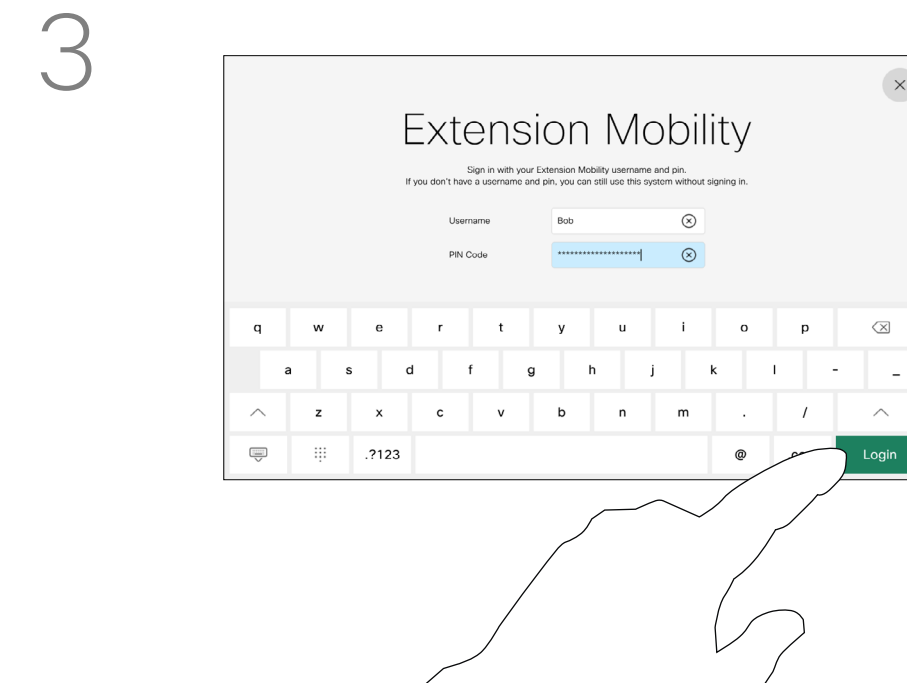 3
Extension Mobility
Sign in with your Extension Mobility username and pin.
If you don't have a username and pin, you can still use this system without signing in.
Username Bob
PIN Code ********************
q w e r t y u i o p
a s d f g h j k l - _
z x c v b n m . /
.?123 @ Login